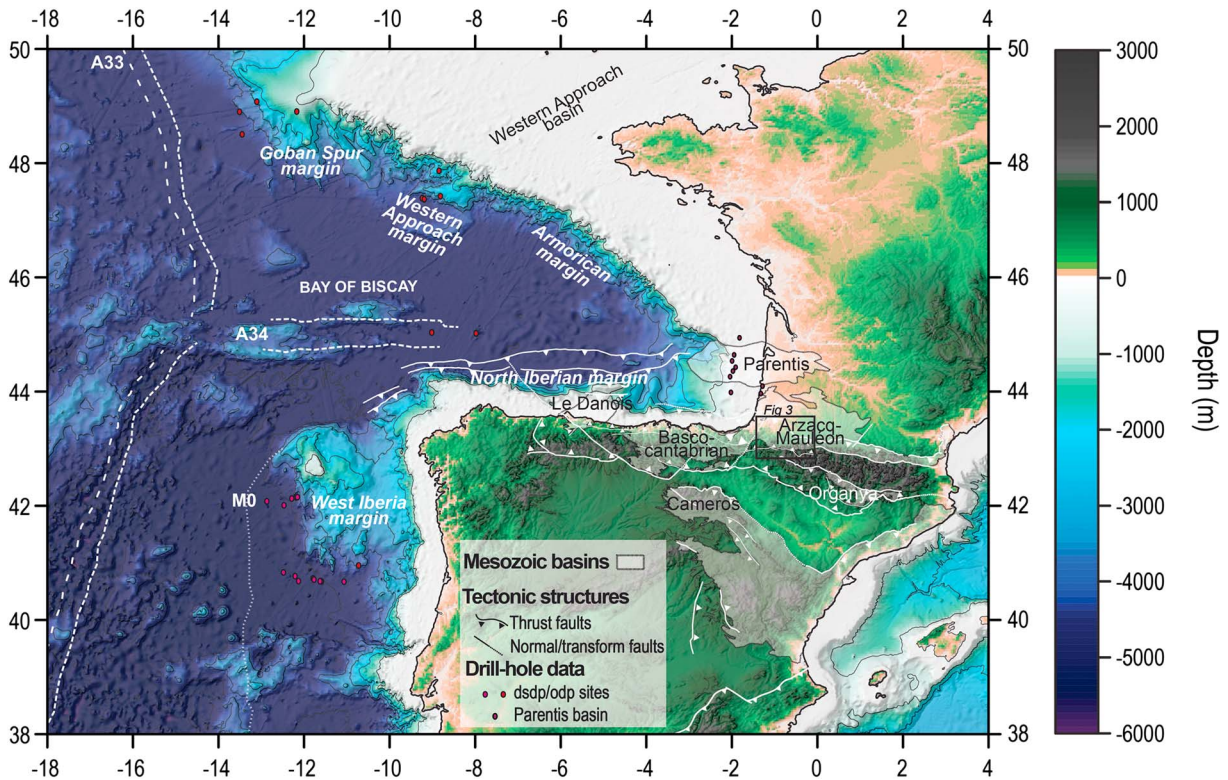 -18 -16 -14 -12 -10 -8 -6 -4 -2 0 2 4
50 50
A33
Western Approach
basin
Goban Spur
margin
48 48
Western
Approach
margin
Armorican
margin
46 46
BAY OF BISCAY
A34
Parentis
North Iberian margin
44 44
Le Danois
Fig 3
Arzacq-
Mauleon
Basco-
cantabrian
Organya
M0
West Iberia
margin
Cameros
42 42
Mesozoic basins
Tectonic structures
Thrust faults
Normal/transform faults
Drill-hole data
dsdp/odp sites
Parentis basin
40 40
38 38
-18 -16 -14 -12 -10 -8 -6 -4 -2 0 2 4
3000
2000
1000
0
-1000
-2000
-3000
-4000
-5000
-6000
Depth (m)